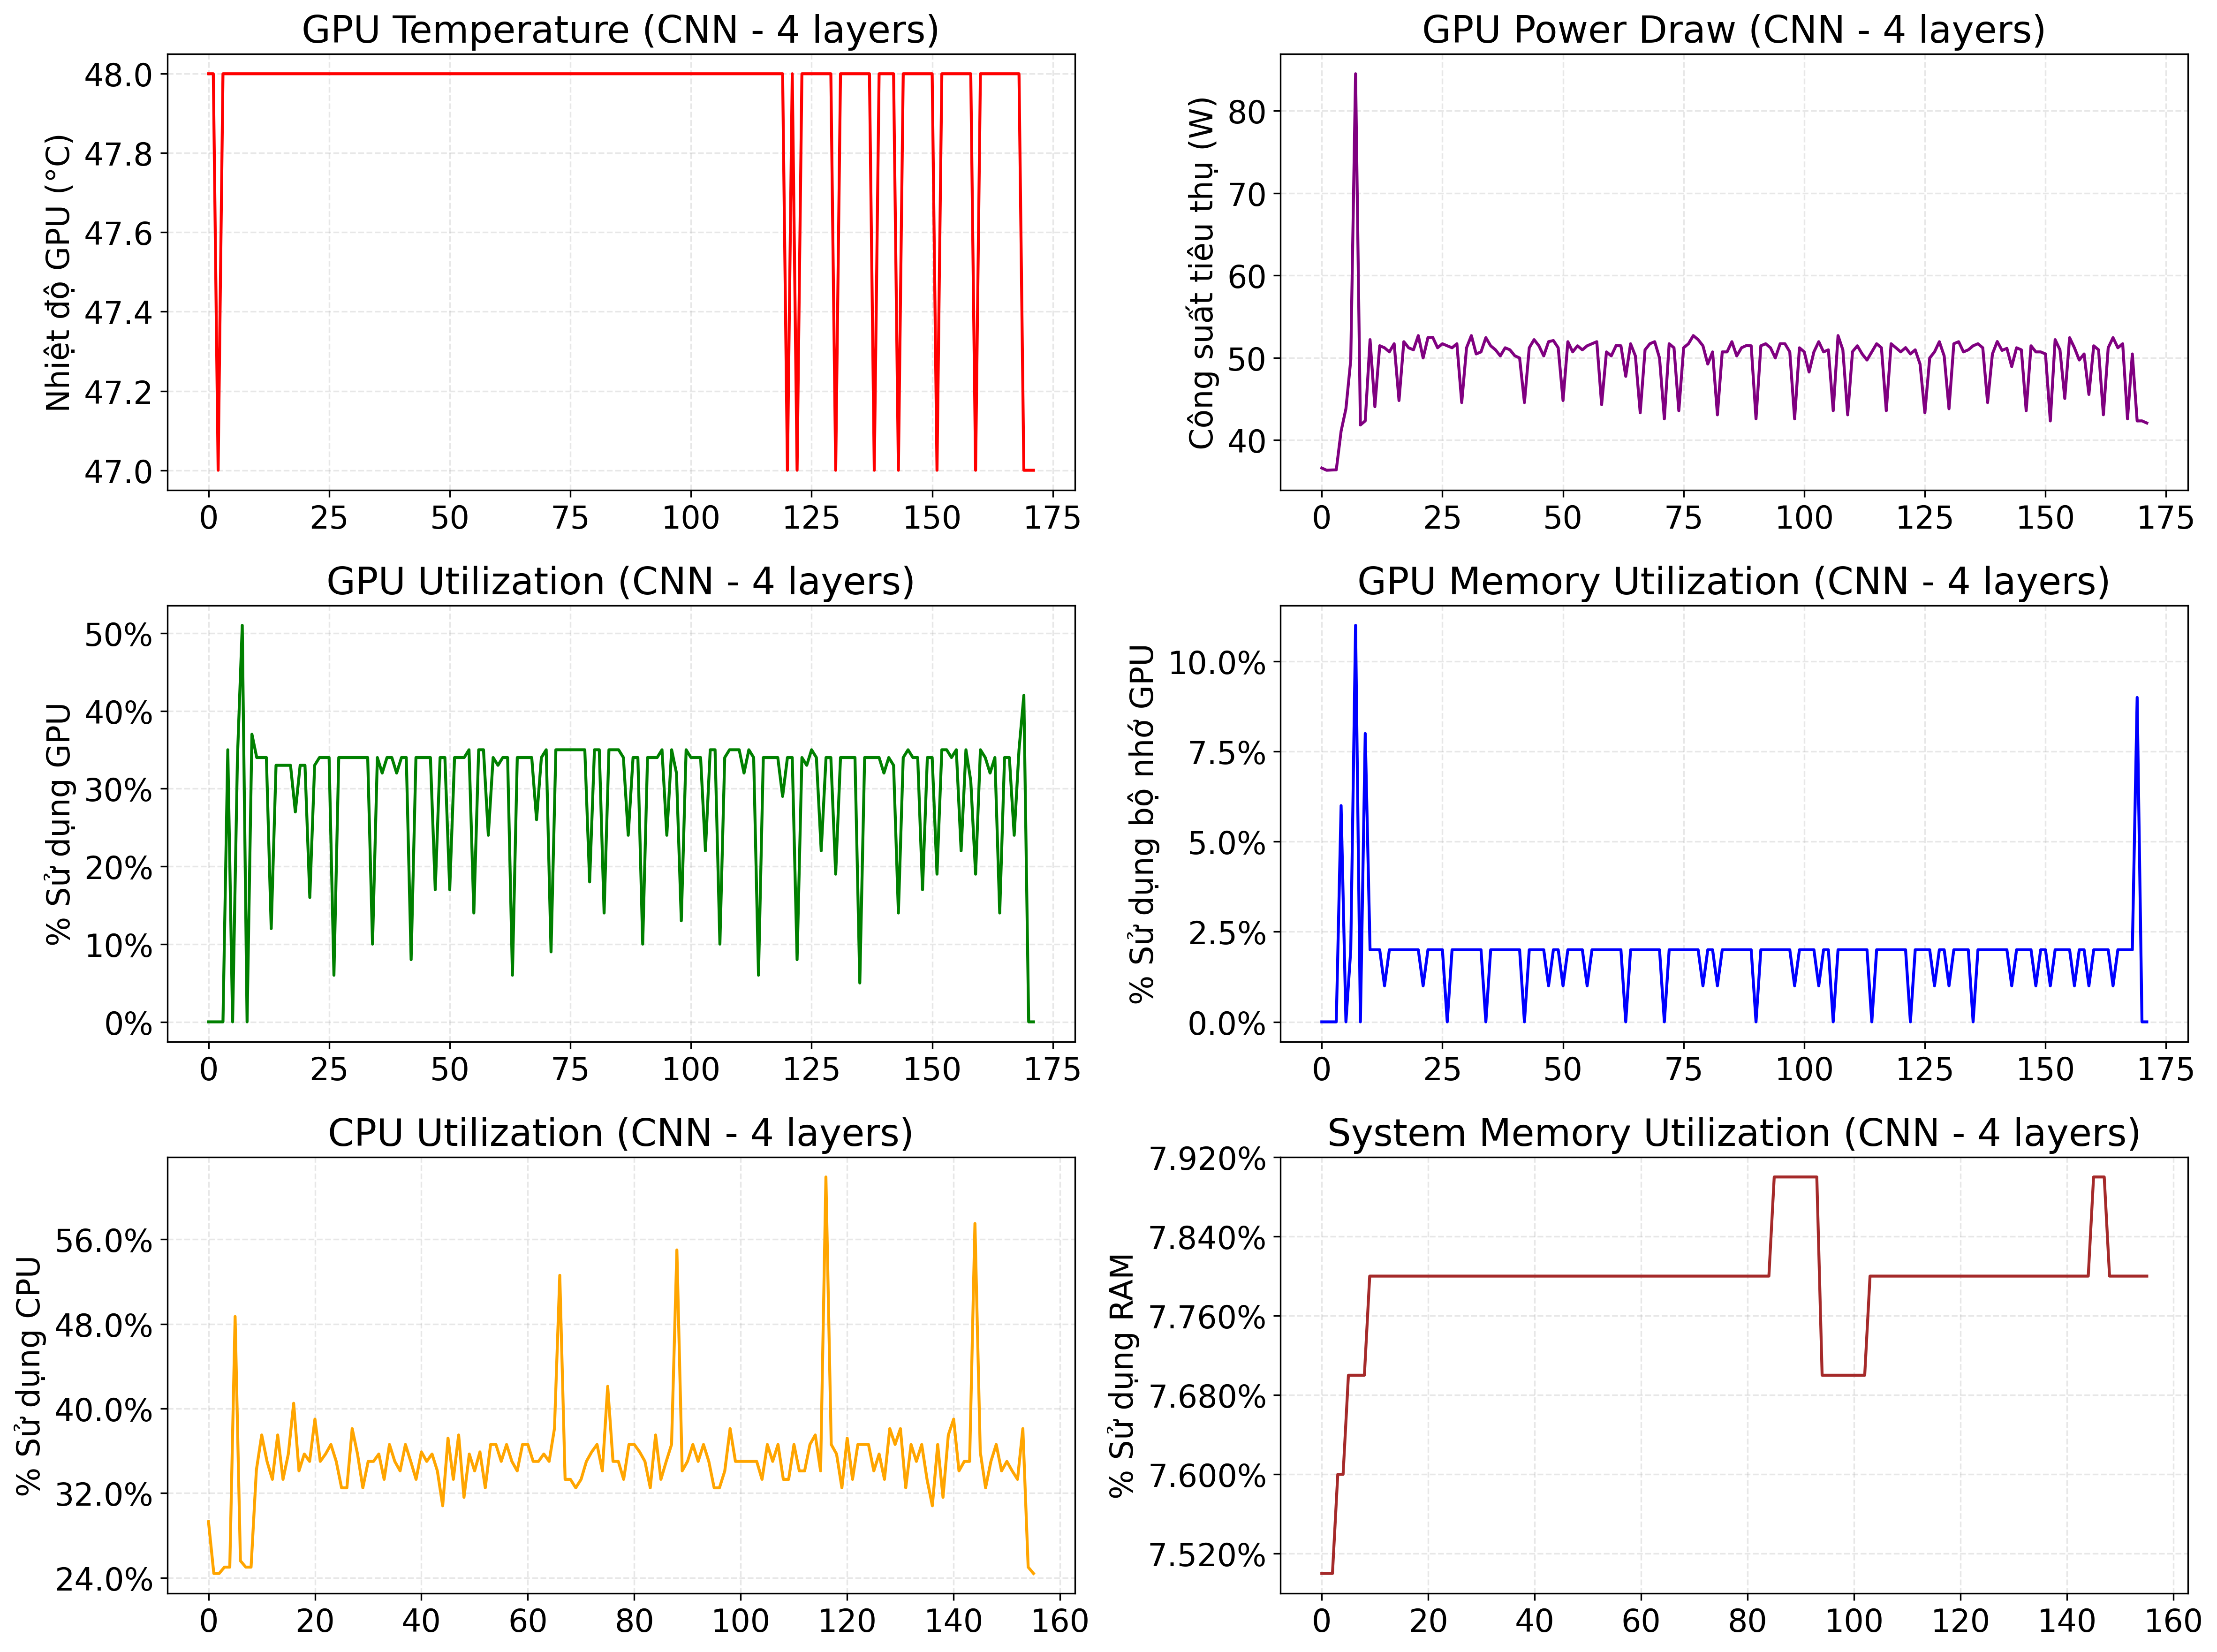 GPU Temperature (CNN - 4 layers)
Nhiệt độ GPU (°C)
48.0
47.8
47.6
47.4
47.2
47.0
0 25 50 75 100 125 150 175
GPU Power Draw (CNN - 4 layers)
Công suất tiêu thụ (W)
80
70
60
50
40
0 25 50 75 100 125 150 175
GPU Utilization (CNN - 4 layers)
% Sử dụng GPU
50%
40%
30%
20%
10%
0%
0 25 50 75 100 125 150 175
GPU Memory Utilization (CNN - 4 layers)
% Sử dụng bộ nhớ GPU
10.0%
7.5%
5.0%
2.5%
0.0%
0 25 50 75 100 125 150 175
CPU Utilization (CNN - 4 layers)
% Sử dụng CPU
56.0%
48.0%
40.0%
32.0%
24.0%
0 20 40 60 80 100 120 140 160
System Memory Utilization (CNN - 4 layers)
% Sử dụng RAM
7.920%
7.840%
7.760%
7.680%
7.600%
7.520%
0 20 40 60 80 100 120 140 160